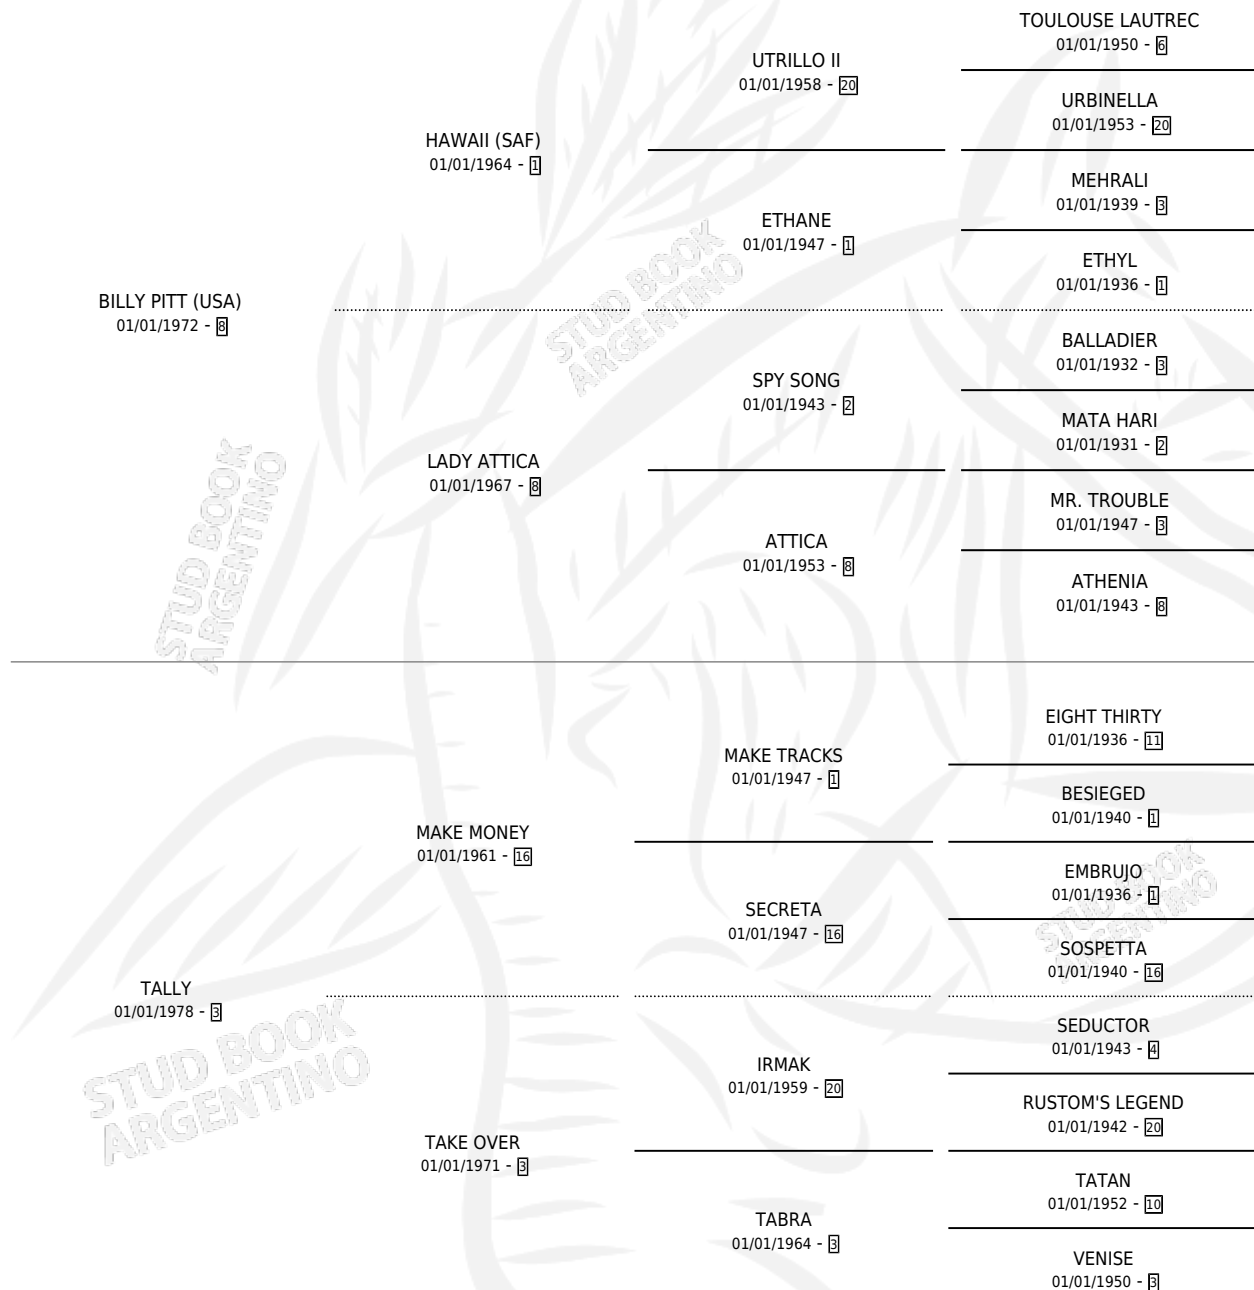 TOULOUSE LAUTREC
01/01/1950 - 6
UTRILLO II
01/01/1958 - 20
URBINELLA
01/01/1953 - 20
HAWAII (SAF)
01/01/1964 - 1
MEHRALI
01/01/1939 - 3
ETHANE
01/01/1947 - 1
ETHYL
01/01/1936 - 1
BILLY PITT (USA)
01/01/1972 - 8
BALLADIER
01/01/1932 - 3
SPY SONG
01/01/1943 - 2
MATA HARI
01/01/1931 - 2
LADY ATTICA
01/01/1967 - 8
MR. TROUBLE
01/01/1947 - 3
ATTICA
01/01/1953 - 8
ATHENIA
01/01/1943 - 8
EIGHT THIRTY
01/01/1936 - 11
MAKE TRACKS
01/01/1947 - 1
BESIEGED
01/01/1940 - 1
MAKE MONEY
01/01/1961 - 16
EMBRUJO
01/01/1936 - 1
SECRETA
01/01/1947 - 16
SOSPETTA
01/01/1940 - 16
TALLY
01/01/1978 - 3
SEDUCTOR
01/01/1943 - 4
IRMAK
01/01/1959 - 20
RUSTOM'S LEGEND
01/01/1942 - 20
TAKE OVER
01/01/1971 - 3
TATAN
01/01/1952 - 10
TABRA
01/01/1964 - 3
VENISE
01/01/1950 - 3
STUD BOOK
ARGENTINO
STUD BOOK
ARGENTINO
STUD BOOK
ARGENTINO
STUD BOOK
ARGENTINO